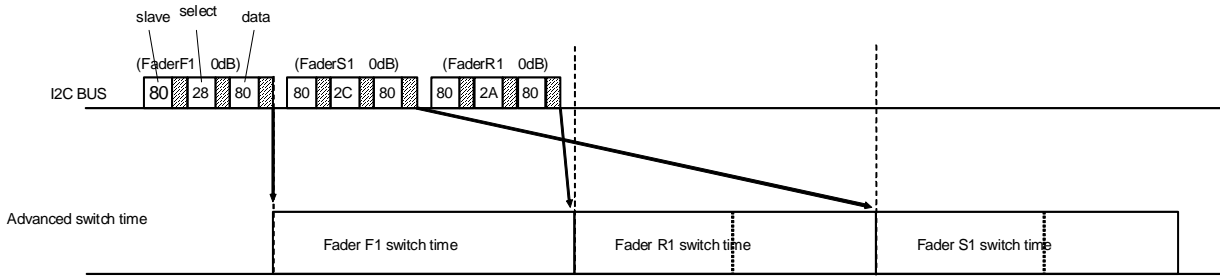 slave select data
(FaderF1 0dB) (FaderS1 0dB) (FaderR1 0dB)
I2C BUS 80 28 80 80 2C 80 80 2A 80
Advanced switch time
Fader F1 switch time Fader R1 switch time Fader S1 switch time